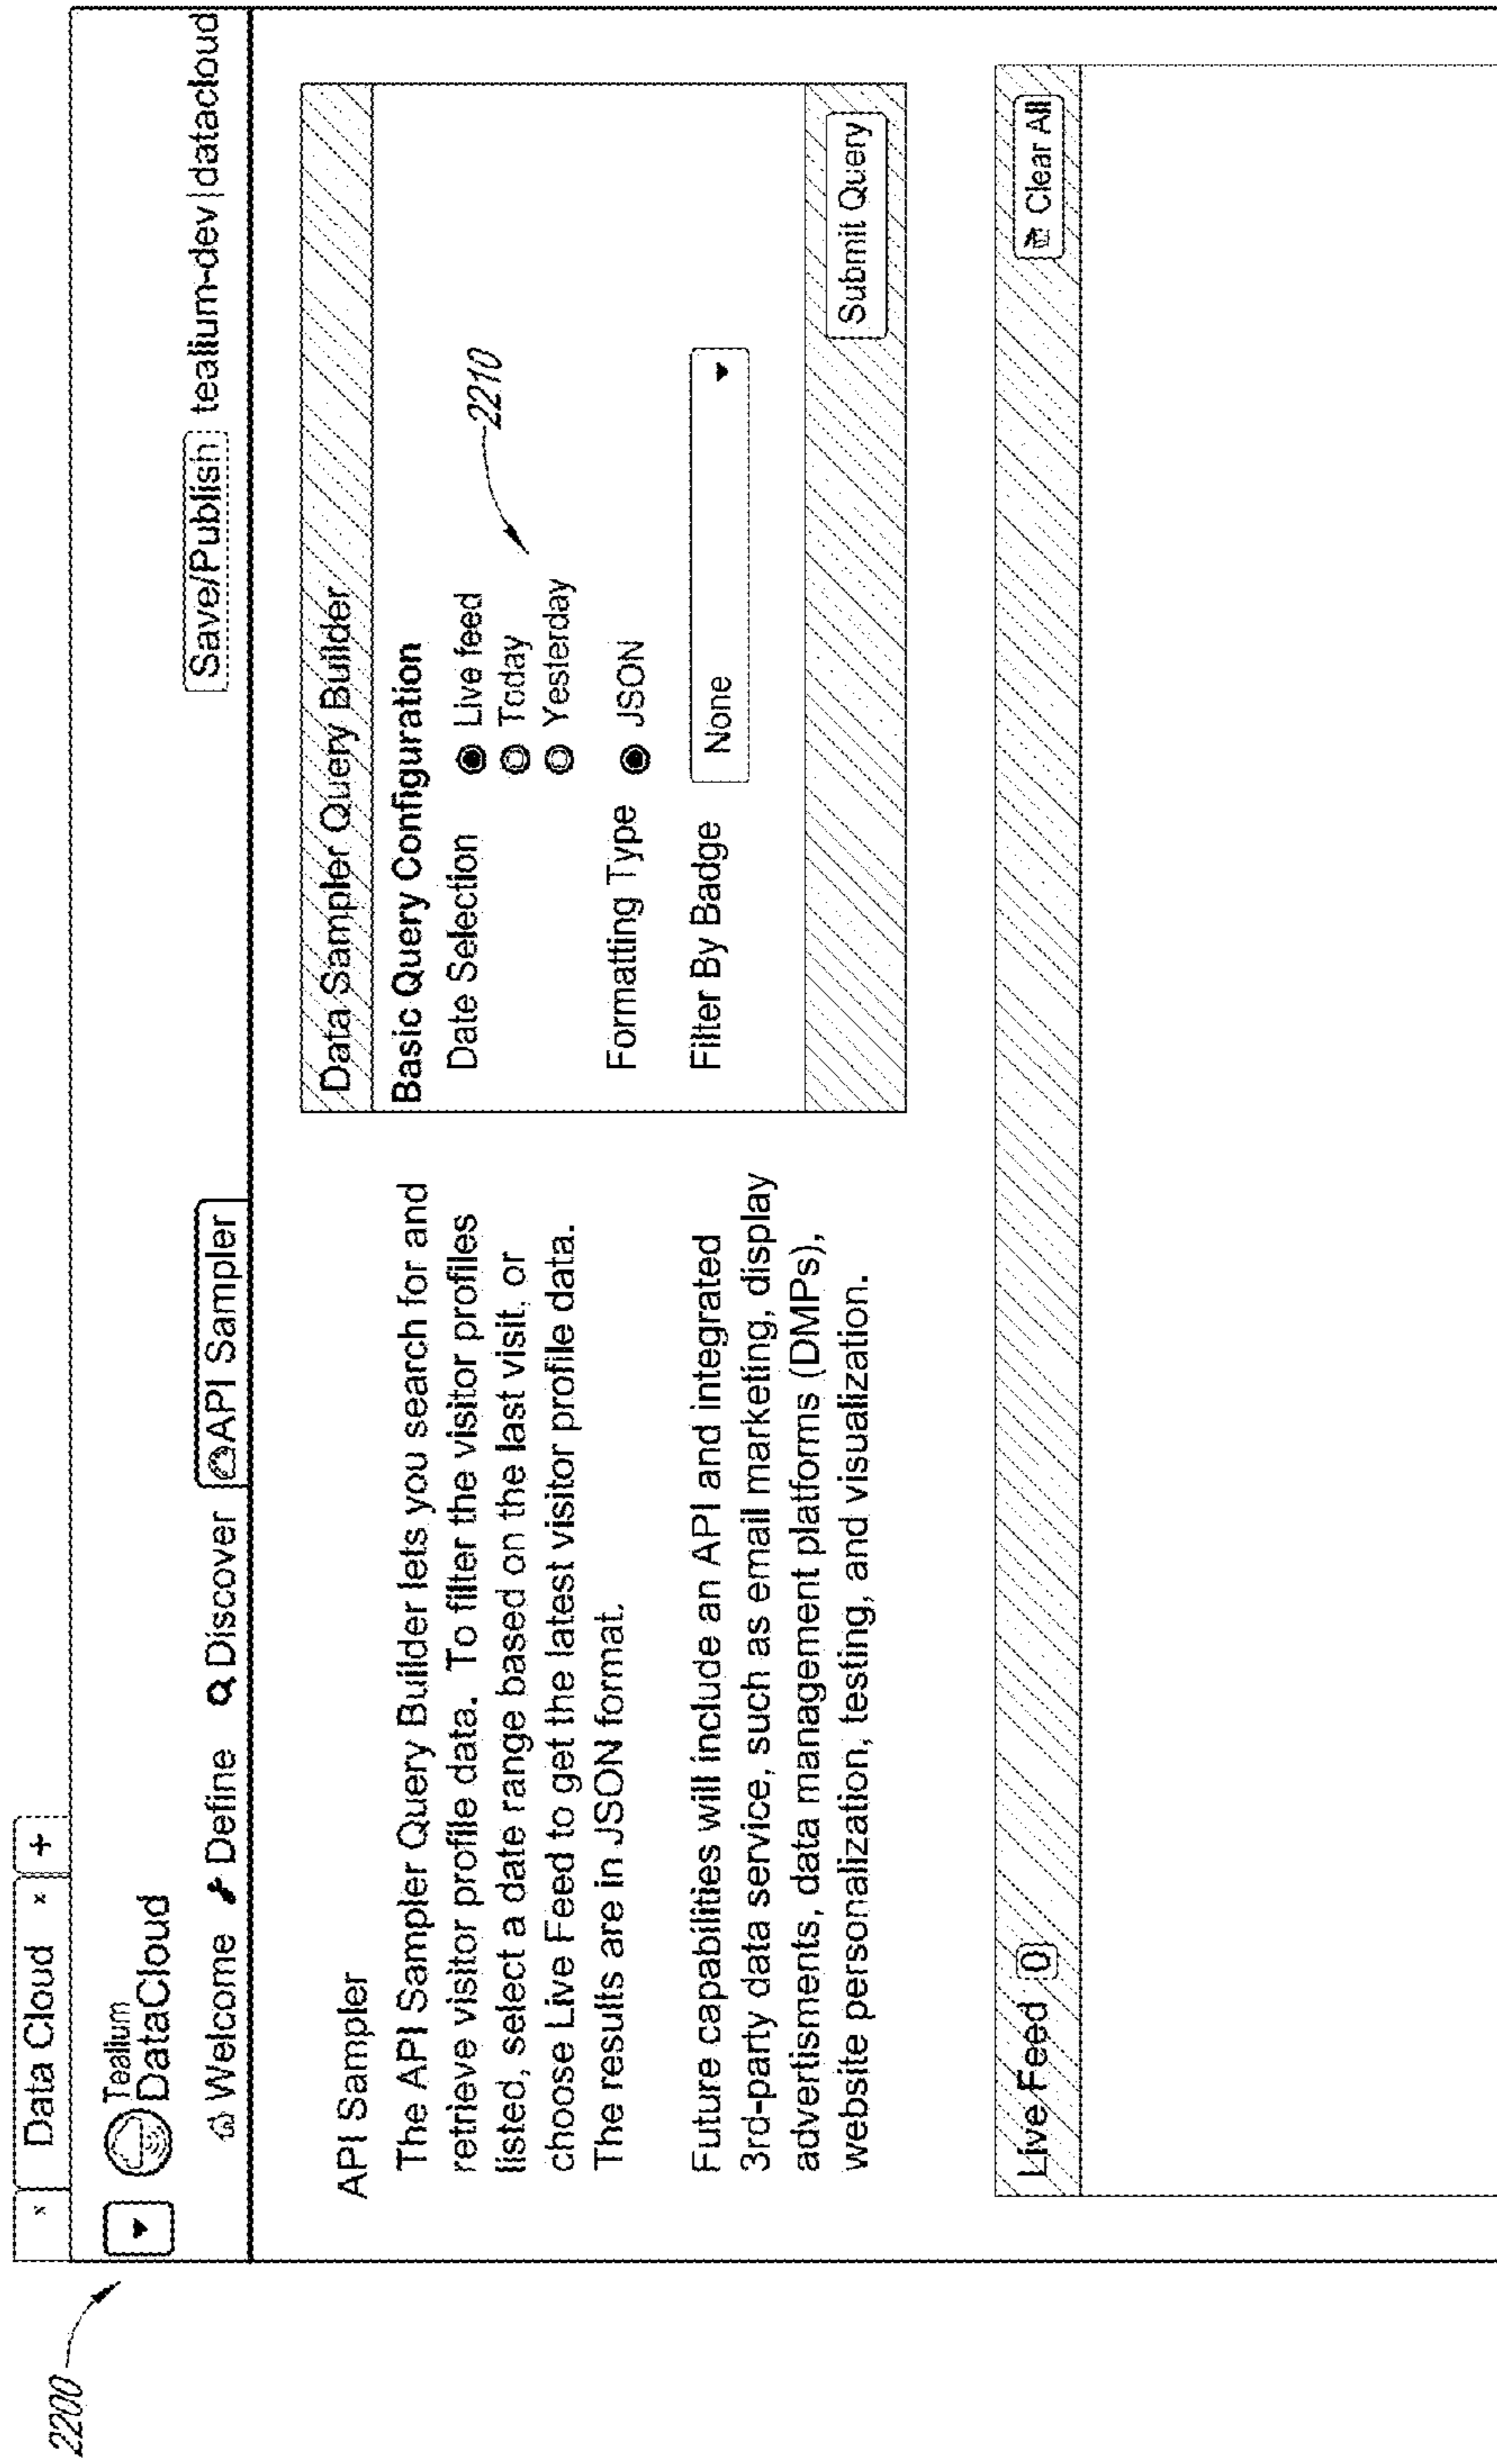 2200
Data Cloud × +
Tealium
DataCloud
Welcome Define Discover API Sampler Save/Publish tealium-dev|datacloud
API Sampler
The API Sampler Query Builder lets you search for and
retrieve visitor profile data. To filter the visitor profiles
listed, select a date range based on the last visit, or
choose Live Feed to get the latest visitor profile data.
The results are in JSON format.
Future capabilities will include an API and integrated
3rd-party data service, such as email marketing, display
advertisments, data management platforms (DMPs),
website personalization, testing, and visualization.
Data Sampler Query Builder
Basic Query Configuration
Date Selection Live feed
Today
Yesterday
2210
Formatting Type JSON
Filter By Badge None
Submit Query
Live Feed 0 Clear All